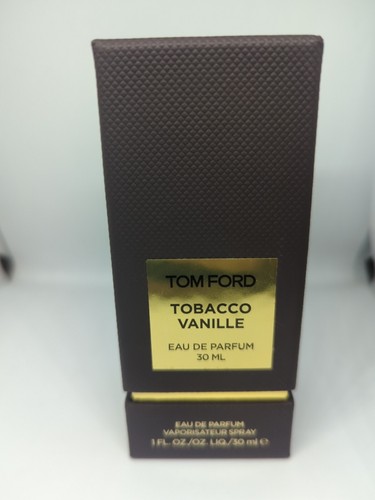 TOM FORD
TOBACCO
VANILLE
EAU DE PARFUM
30 ML
EAU DE PARFUM
VAPORISATEUR SPRAY
1 FL. OZ./OZ. LIQ./30 ml ℮